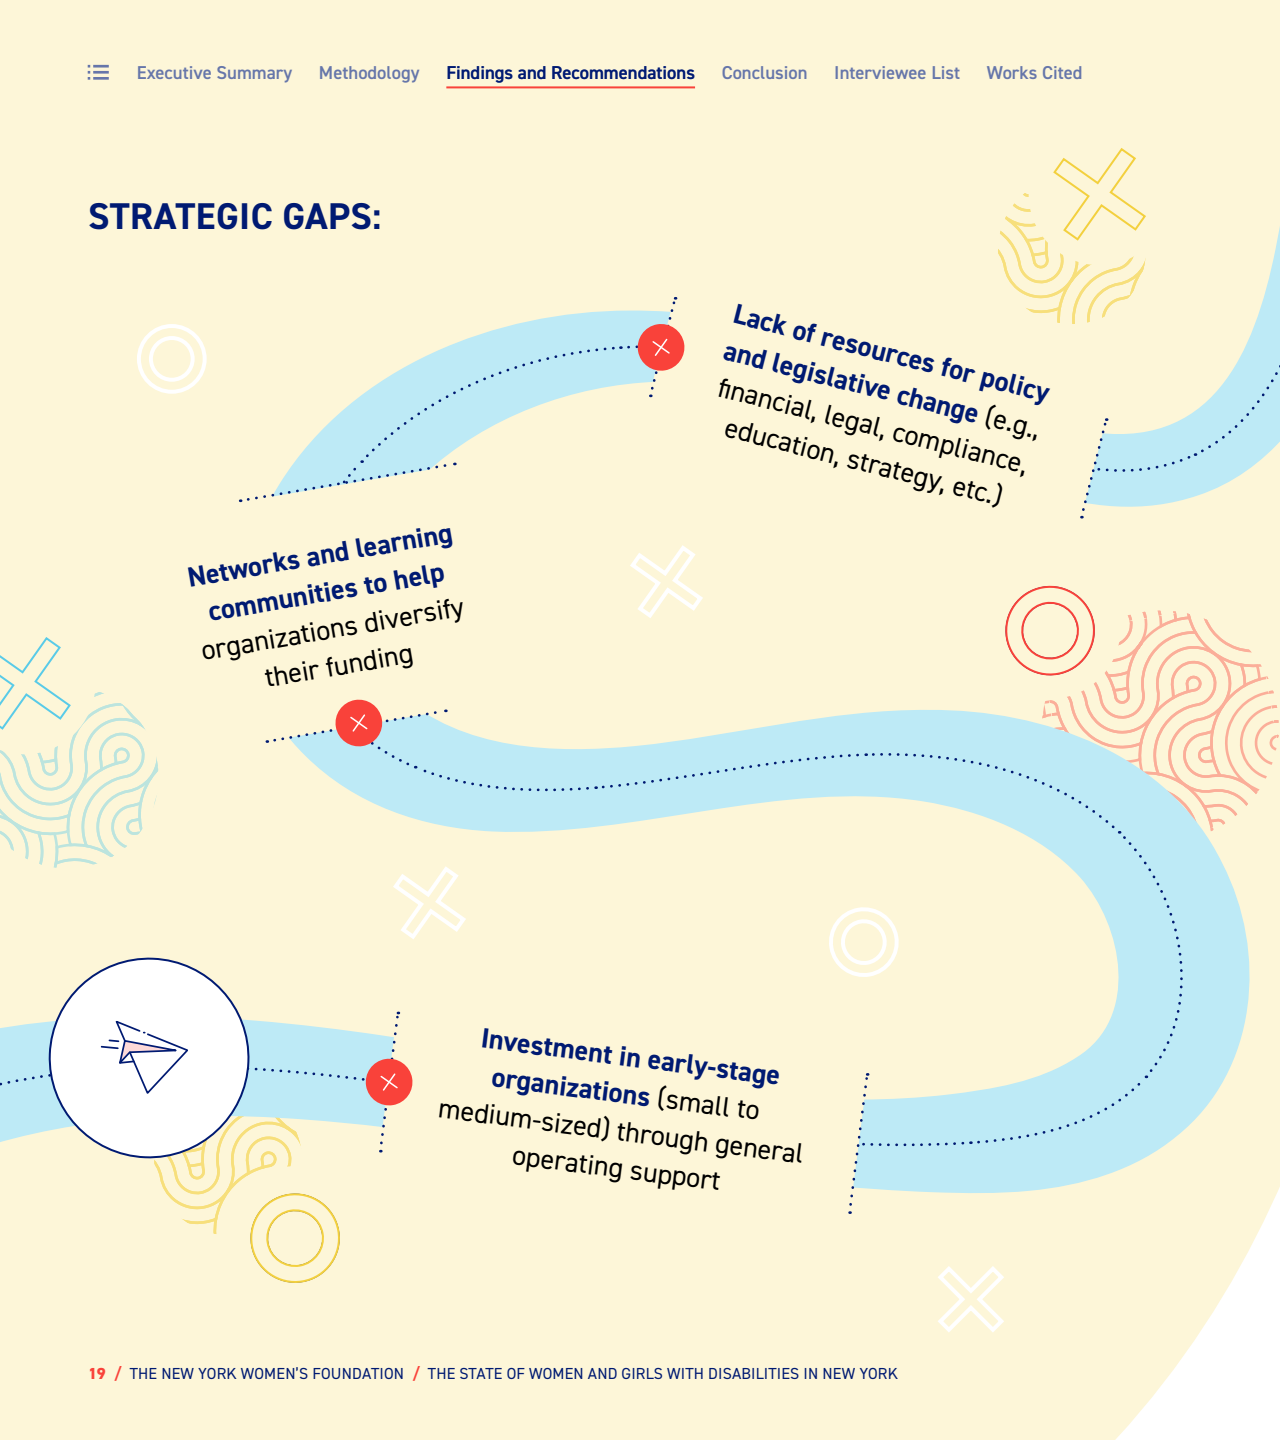 Executive Summary Methodology Findings and Recommendations Conclusion Interviewee List Works Cited
STRATEGIC GAPS:
Lack of resources for policy
and legislative change (e.g.,
financial, legal, compliance,
education, strategy, etc.)
Networks and learning
communities to help
organizations diversify
their funding
Investment in early-stage
organizations (small to
medium-sized) through general
operating support
19 / THE NEW YORK WOMEN'S FOUNDATION / THE STATE OF WOMEN AND GIRLS WITH DISABILITIES IN NEW YORK